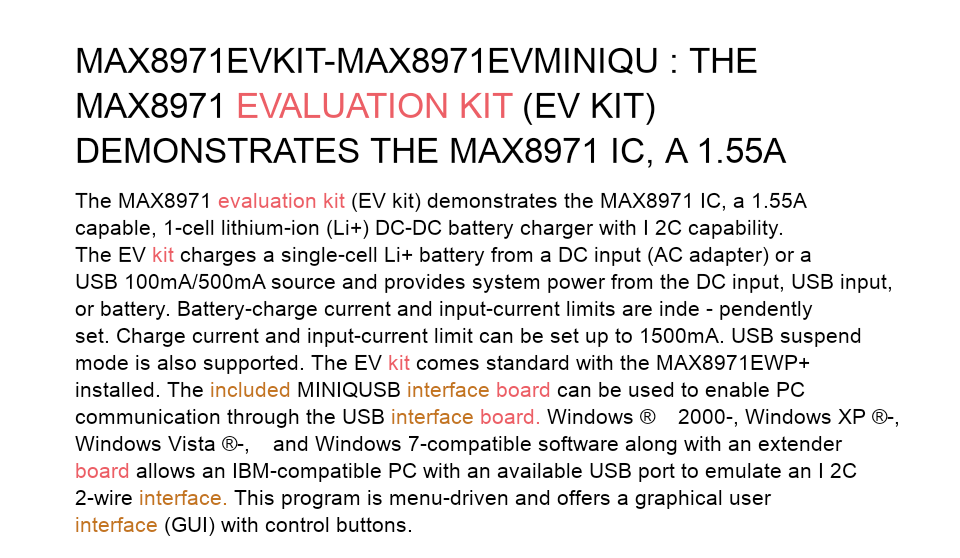 MAX8971EVKIT-MAX8971EVMINIQU : THE
MAX8971 EVALUATION KIT (EV KIT)
DEMONSTRATES THE MAX8971 IC, A 1.55A
The MAX8971 evaluation kit (EV kit) demonstrates the MAX8971 IC, a 1.55A
capable, 1-cell lithium-ion (Li+) DC-DC battery charger with I 2C capability.
The EV kit charges a single-cell Li+ battery from a DC input (AC adapter) or a
USB 100mA/500mA source and provides system power from the DC input, USB input,
or battery. Battery-charge current and input-current limits are inde - pendently
set. Charge current and input-current limit can be set up to 1500mA. USB suspend
mode is also supported. The EV kit comes standard with the MAX8971EWP+
installed. The included MINIQUSB interface board can be used to enable PC
communication through the USB interface board. Windows ®    2000-, Windows XP ®-,
Windows Vista ®-,    and Windows 7-compatible software along with an extender
board allows an IBM-compatible PC with an available USB port to emulate an I 2C
2-wire interface. This program is menu-driven and offers a graphical user
interface (GUI) with control buttons.